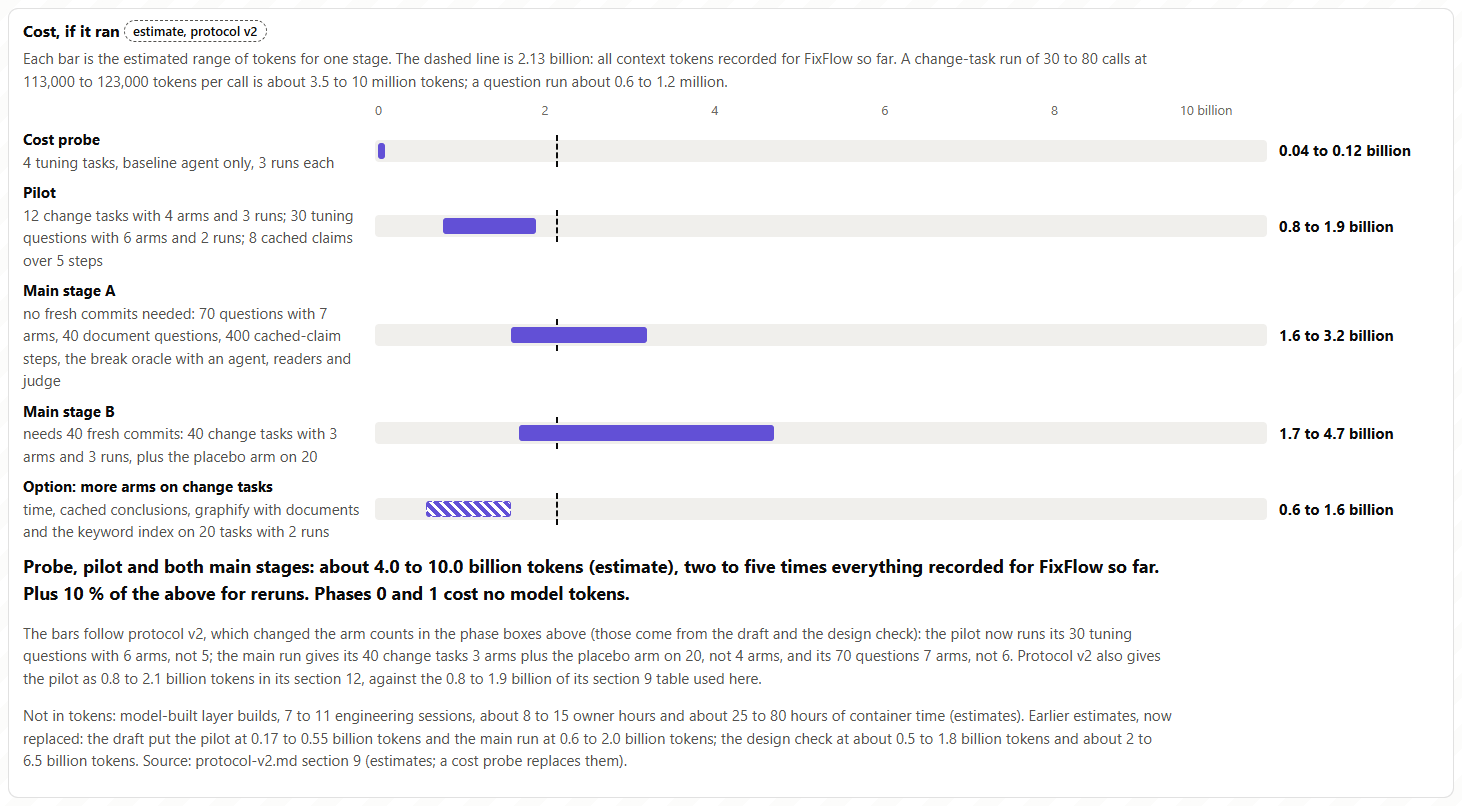 Cost, if it ran estimate, protocol v2
Each bar is the estimated range of tokens for one stage. The dashed line is 2.13 billion: all context tokens recorded for FixFlow so far. A change-task run of 30 to 80 calls at
113,000 to 123,000 tokens per call is about 3.5 to 10 million tokens; a question run about 0.6 to 1.2 million.
0 2 4 6 8 10 billion
Cost probe
4 tuning tasks, baseline agent only, 3 runs each
0.04 to 0.12 billion
Pilot
12 change tasks with 4 arms and 3 runs; 30 tuning
questions with 6 arms and 2 runs; 8 cached claims
over 5 steps
0.8 to 1.9 billion
Main stage A
no fresh commits needed: 70 questions with 7
arms, 40 document questions, 400 cached-claim
steps, the break oracle with an agent, readers and
judge
1.6 to 3.2 billion
Main stage B
needs 40 fresh commits: 40 change tasks with 3
arms and 3 runs, plus the placebo arm on 20
1.7 to 4.7 billion
Option: more arms on change tasks
time, cached conclusions, graphify with documents
and the keyword index on 20 tasks with 2 runs
0.6 to 1.6 billion
Probe, pilot and both main stages: about 4.0 to 10.0 billion tokens (estimate), two to five times everything recorded for FixFlow so far.
Plus 10 % of the above for reruns. Phases 0 and 1 cost no model tokens.
The bars follow protocol v2, which changed the arm counts in the phase boxes above (those come from the draft and the design check): the pilot now runs its 30 tuning
questions with 6 arms, not 5; the main run gives its 40 change tasks 3 arms plus the placebo arm on 20, not 4 arms, and its 70 questions 7 arms, not 6. Protocol v2 also gives
the pilot as 0.8 to 2.1 billion tokens in its section 12, against the 0.8 to 1.9 billion of its section 9 table used here.
Not in tokens: model-built layer builds, 7 to 11 engineering sessions, about 8 to 15 owner hours and about 25 to 80 hours of container time (estimates). Earlier estimates, now
replaced: the draft put the pilot at 0.17 to 0.55 billion tokens and the main run at 0.6 to 2.0 billion tokens; the design check at about 0.5 to 1.8 billion tokens and about 2 to
6.5 billion tokens. Source: protocol-v2.md section 9 (estimates; a cost probe replaces them).